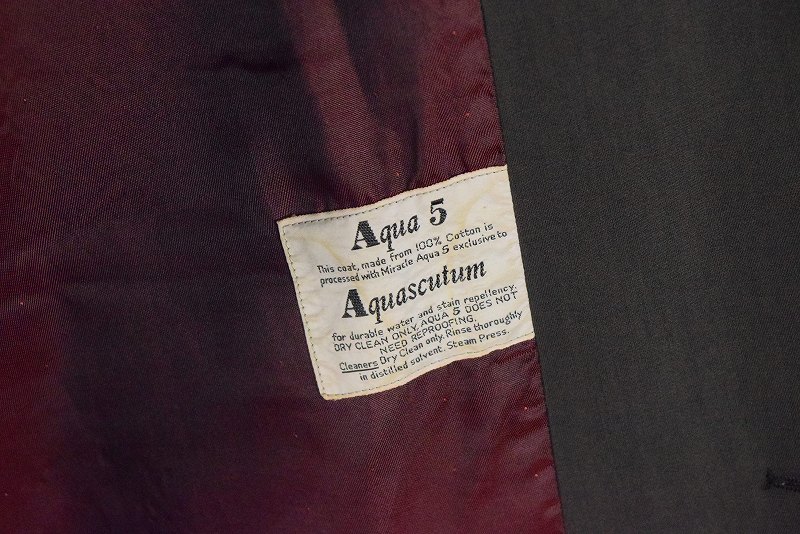 Aqua 5
This coat, made from 100% Cotton is
processed with Miracle Aqua 5 exclusive to
Aquascutum
for durable water and stain repellency.
DRY CLEAN ONLY. AQUA 5 DOES NOT
NEED REPROOFING.
Cleaners Dry Clean only. Rinse thoroughly
in distilled solvent. Steam Press.